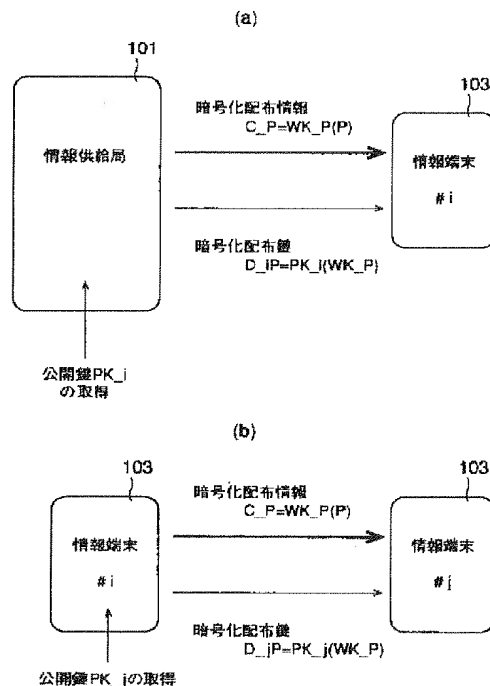 (a)
101
103
暗号化配布情報
C_P=WK_P(P)
情報供給局
情報端末
#i
暗号化配布鍵
D_iP=PK_i(WK_P)
公開鍵PK_i
の取得
(b)
103
103
暗号化配布情報
C_P=WK_P(P)
情報端末
#i
情報端末
#j
暗号化配布鍵
D_jP=PK_j(WK_P)
公開鍵PK_jの取得